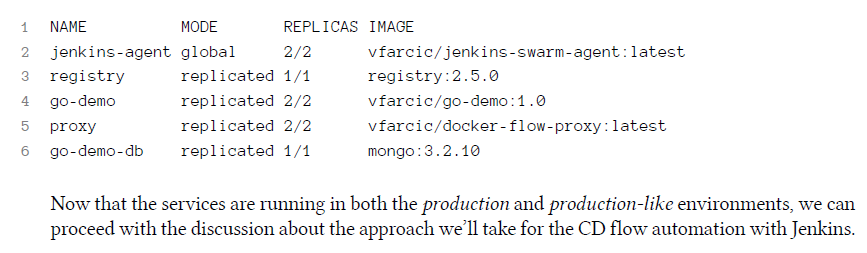 1 NAME MODE REPLICAS IMAGE
2 jenkins-agent global 2/2 vfarcic/jenkins-swarm-agent:latest
3 registry replicated 1/1 registry:2.5.0
4 go-demo replicated 2/2 vfarcic/go-demo:1.0
5 proxy replicated 2/2 vfarcic/docker-flow-proxy:latest
6 go-demo-db replicated 1/1 mongo:3.2.10
Now that the services are running in both the production and production-like environments, we can
proceed with the discussion about the approach we’ll take for the CD flow automation with Jenkins.